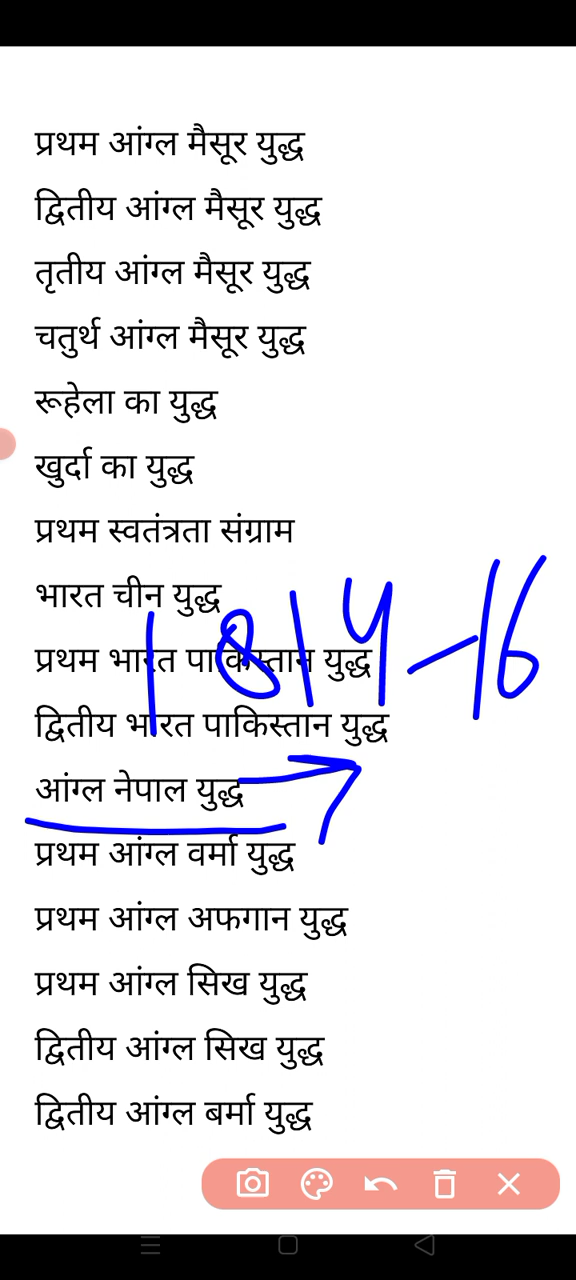 प्रथम आंग्ल मैसूर युद्ध
द्वितीय आंग्ल मैसूर युद्ध
तृतीय आंग्ल मैसूर युद्ध
चतुर्थ आंग्ल मैसूर युद्ध
रूहेला का युद्ध
खुर्दा का युद्ध
प्रथम स्वतंत्रता संग्राम
भारत चीन युद्ध
1814-16
प्रथम भारत पाकिस्तान युद्ध
द्वितीय भारत पाकिस्तान युद्ध
आंग्ल नेपाल युद्ध
प्रथम आंग्ल वर्मा युद्ध
प्रथम आंग्ल अफगान युद्ध
प्रथम आंग्ल सिख युद्ध
द्वितीय आंग्ल सिख युद्ध
द्वितीय आंग्ल बर्मा युद्ध